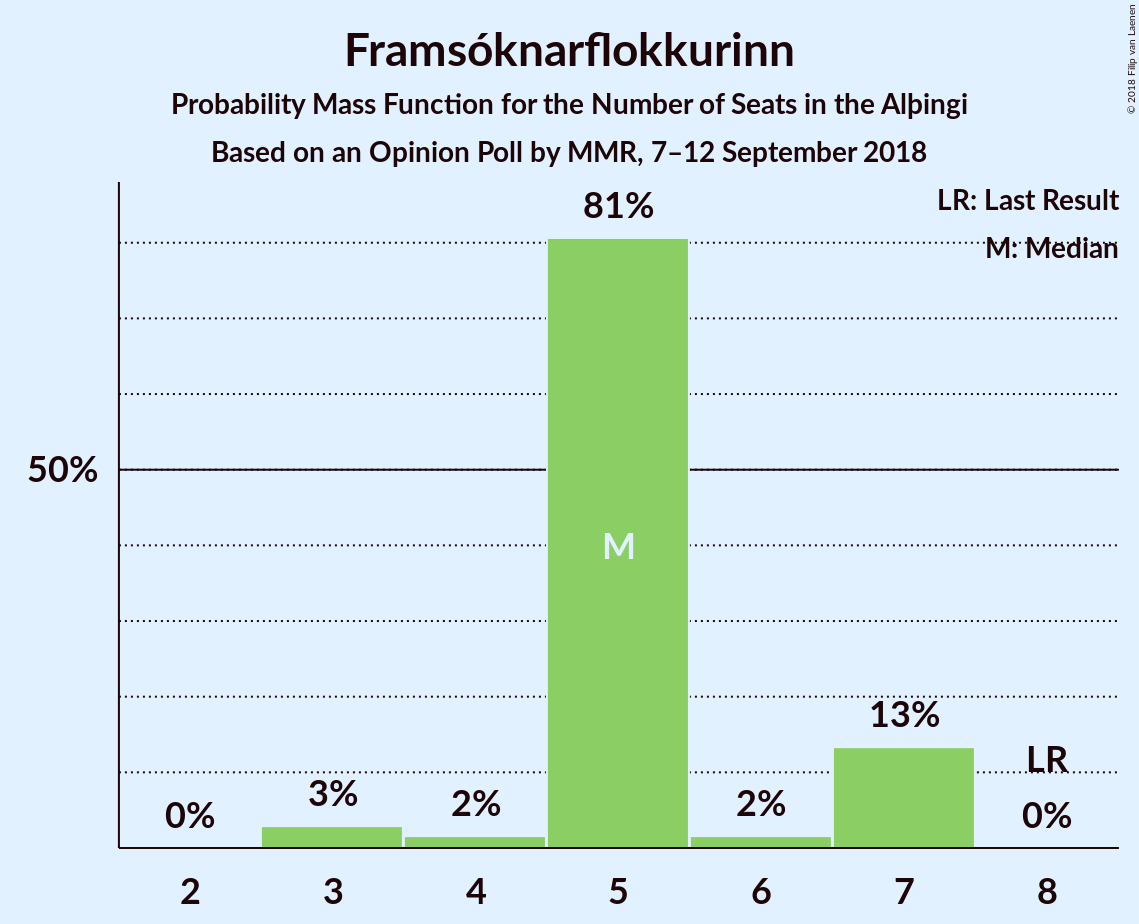 Framsóknarflokkurinn
Probability Mass Function for the Number of Seats in the Alþingi
Based on an Opinion Poll by MMR, 7–12 September 2018
© 2018 Filip van Laenen
LR: Last Result
M: Median
81%
50%
M
13%
LR
3%
2%
2%
0%
0%
2 3 4 5 6 7 8